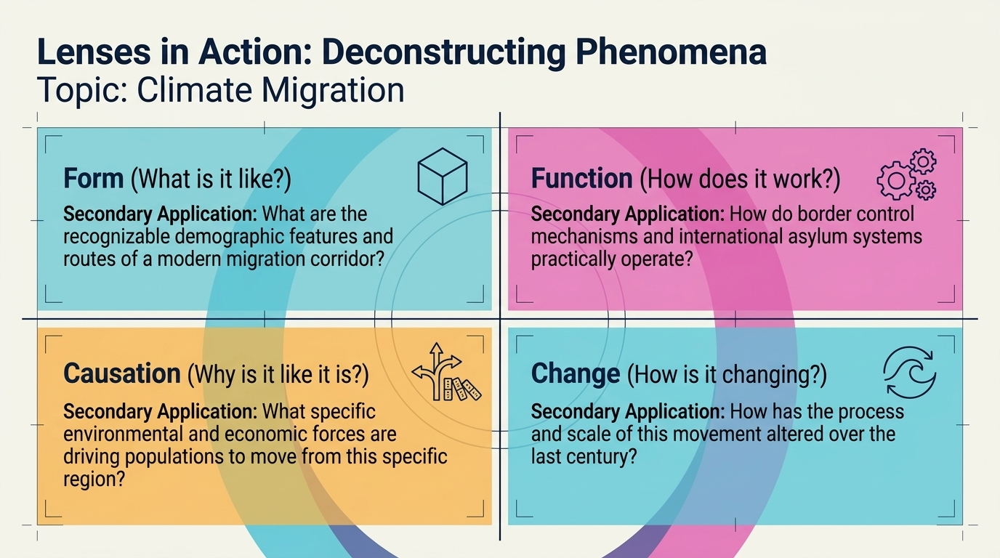 Lenses in Action: Deconstructing Phenomena
Topic: Climate Migration
Form (What is it like?)
Secondary Application: What are the
recognizable demographic features and
routes of a modern migration corridor?
Function (How does it work?)
Secondary Application: How do border control
mechanisms and international asylum systems
practically operate?
Causation (Why is it like it is?)
Secondary Application: What specific
environmental and economic forces are
driving populations to move from this specific
region?
Change (How is it changing?)
Secondary Application: How has the process
and scale of this movement altered over the
last century?